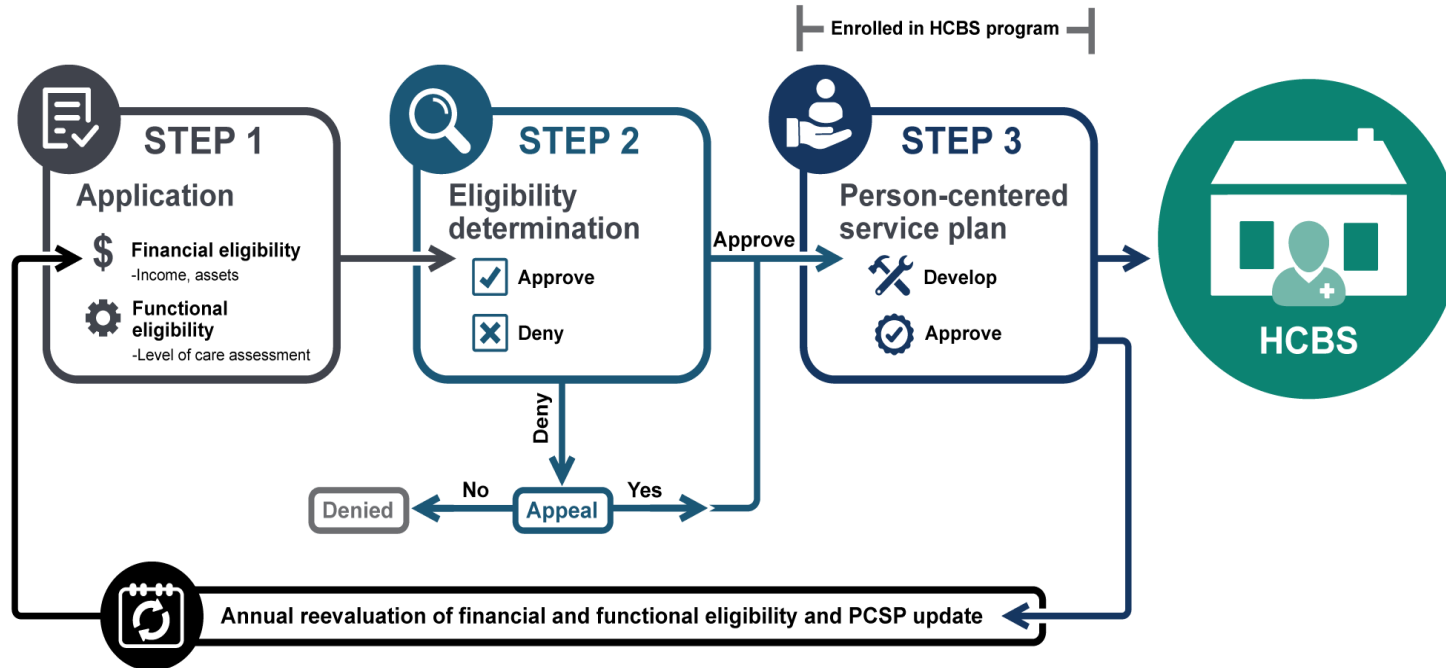 Enrolled in HCBS program
STEP 1
Application
$ Financial eligibility
-Income, assets
Functional
eligibility
-Level of care assessment
STEP 2
Eligibility
determination
Approve
Deny
Approve
Deny
Appeal
No
Denied
Yes
STEP 3
Person-centered
service plan
Develop
Approve
HCBS
Annual reevaluation of financial and functional eligibility and PCSP update